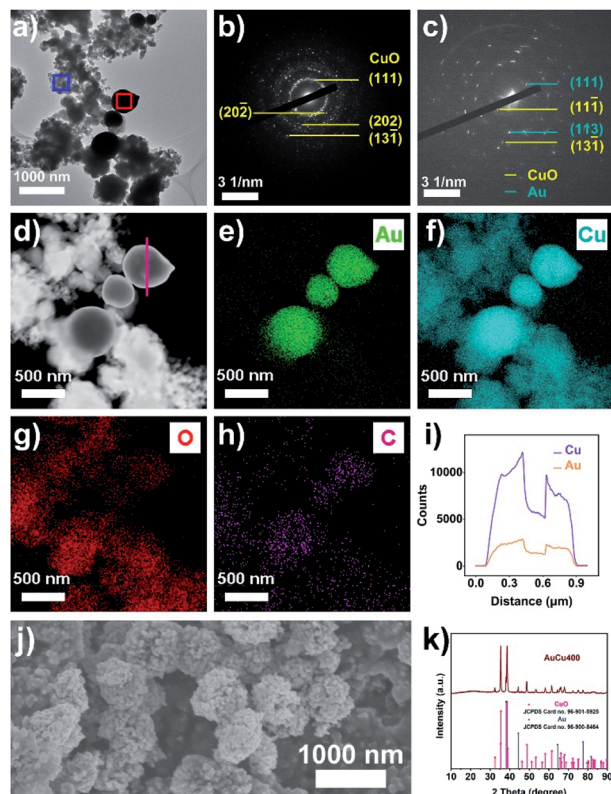 a)
1000 nm
b)
CuO
(111)
(202̅)
(202)
(131̅)
3 1/nm
c)
(111)
(111̅)
(113)
(131̅)
CuO
Au
3 1/nm
d)
500 nm
e)
Au
500 nm
f)
Cu
500 nm
g)
O
500 nm
h)
C
500 nm
i)
Cu
Au
10000
5000
0
Counts
0.0 0.3 0.6 0.9
Distance (µm)
j)
1000 nm
k)
AuCu400
CuO
JCPDS Card no. 96-901-5925
Au
JCPDS Card no. 96-900-8464
Intensity (a.u.)
10 20 30 40 50 60 70 80 90
2 Theta (degree)